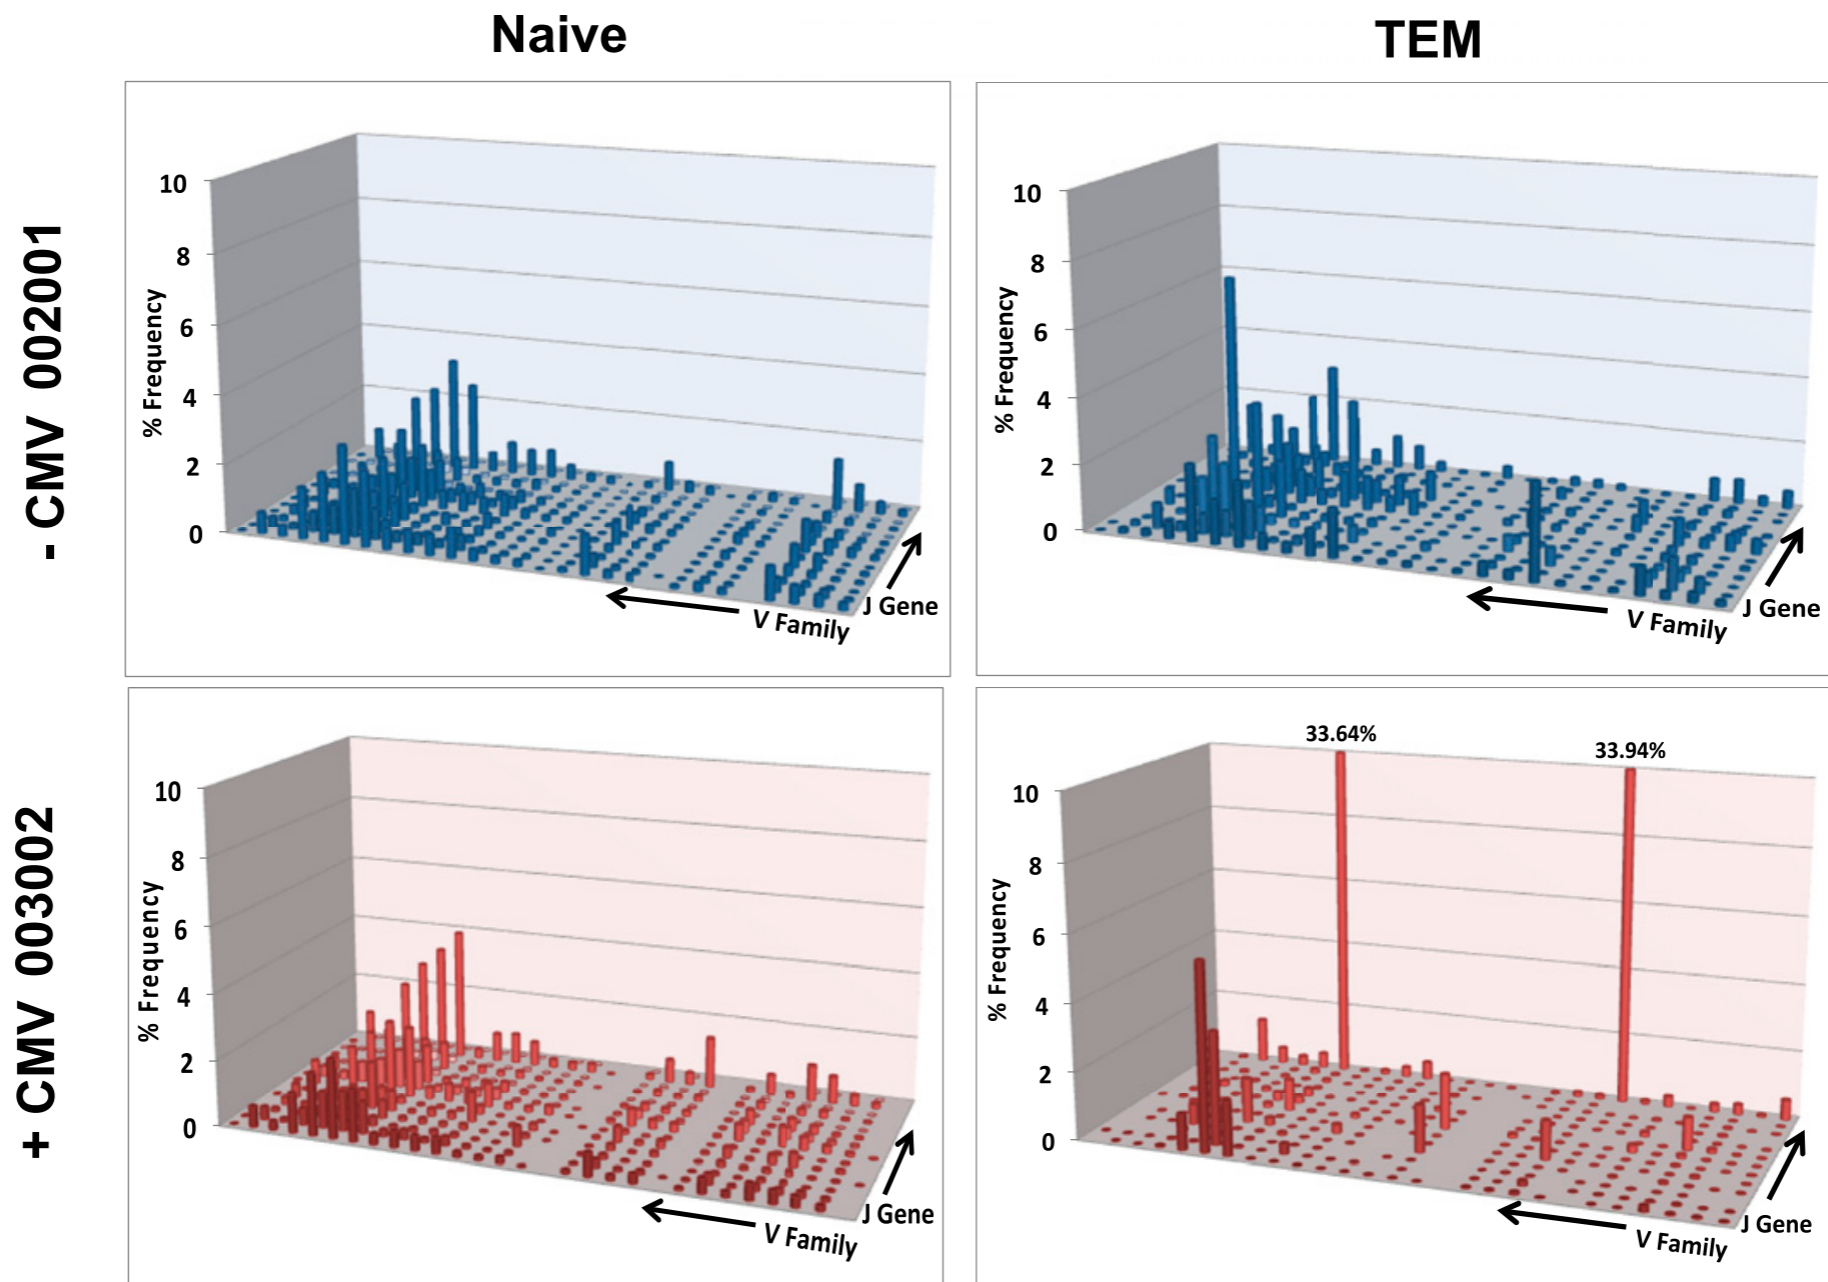 Naive
TEM
- CMV 002001
% Frequency
10
8
6
4
2
0
J Gene
V Family
% Frequency
10
8
6
4
2
0
J Gene
V Family
+ CMV 003002
% Frequency
10
8
6
4
2
0
J Gene
V Family
33.64%
33.94%
% Frequency
10
8
6
4
2
0
J Gene
V Family